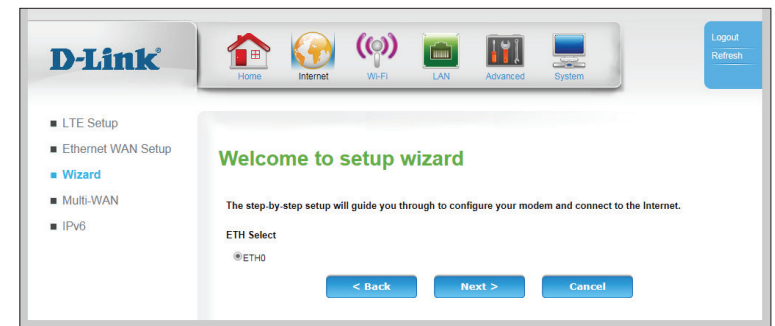 D-Link®
Home
Internet
Wi-Fi
LAN
Advanced
System
Logout
Refresh
LTE Setup
Ethernet WAN Setup
Wizard
Multi-WAN
IPv6
Welcome to setup wizard
The step-by-step setup will guide you through to configure your modem and connect to the Internet.
ETH Select
ETH0
< Back
Next >
Cancel